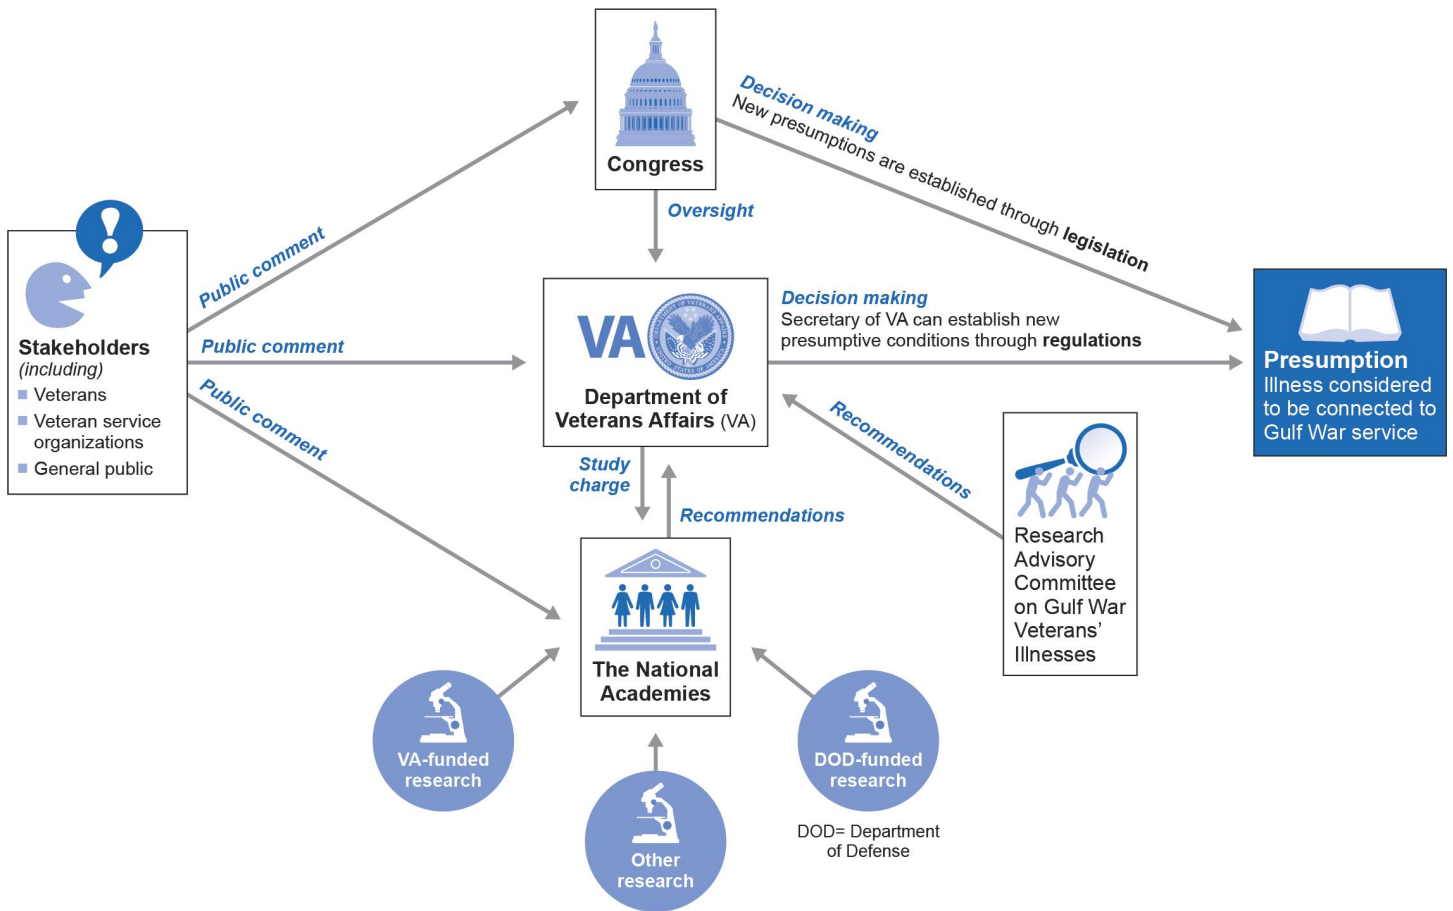 Congress
Decision making
New presumptions are established through legislation
Oversight
Public comment
Public comment
Public comment
Stakeholders
(including)
Veterans
Veteran service
organizations
General public
VA
Department of
Veterans Affairs (VA)
Decision making
Secretary of VA can establish new
presumptive conditions through regulations
Presumption
Illness considered
to be connected to
Gulf War service
Study
charge
Recommendations
Recommendations
Research
Advisory
Committee
on Gulf War
Veterans’
Illnesses
The National
Academies
VA-funded
research
Other
research
DOD-funded
research
DOD= Department
of Defense